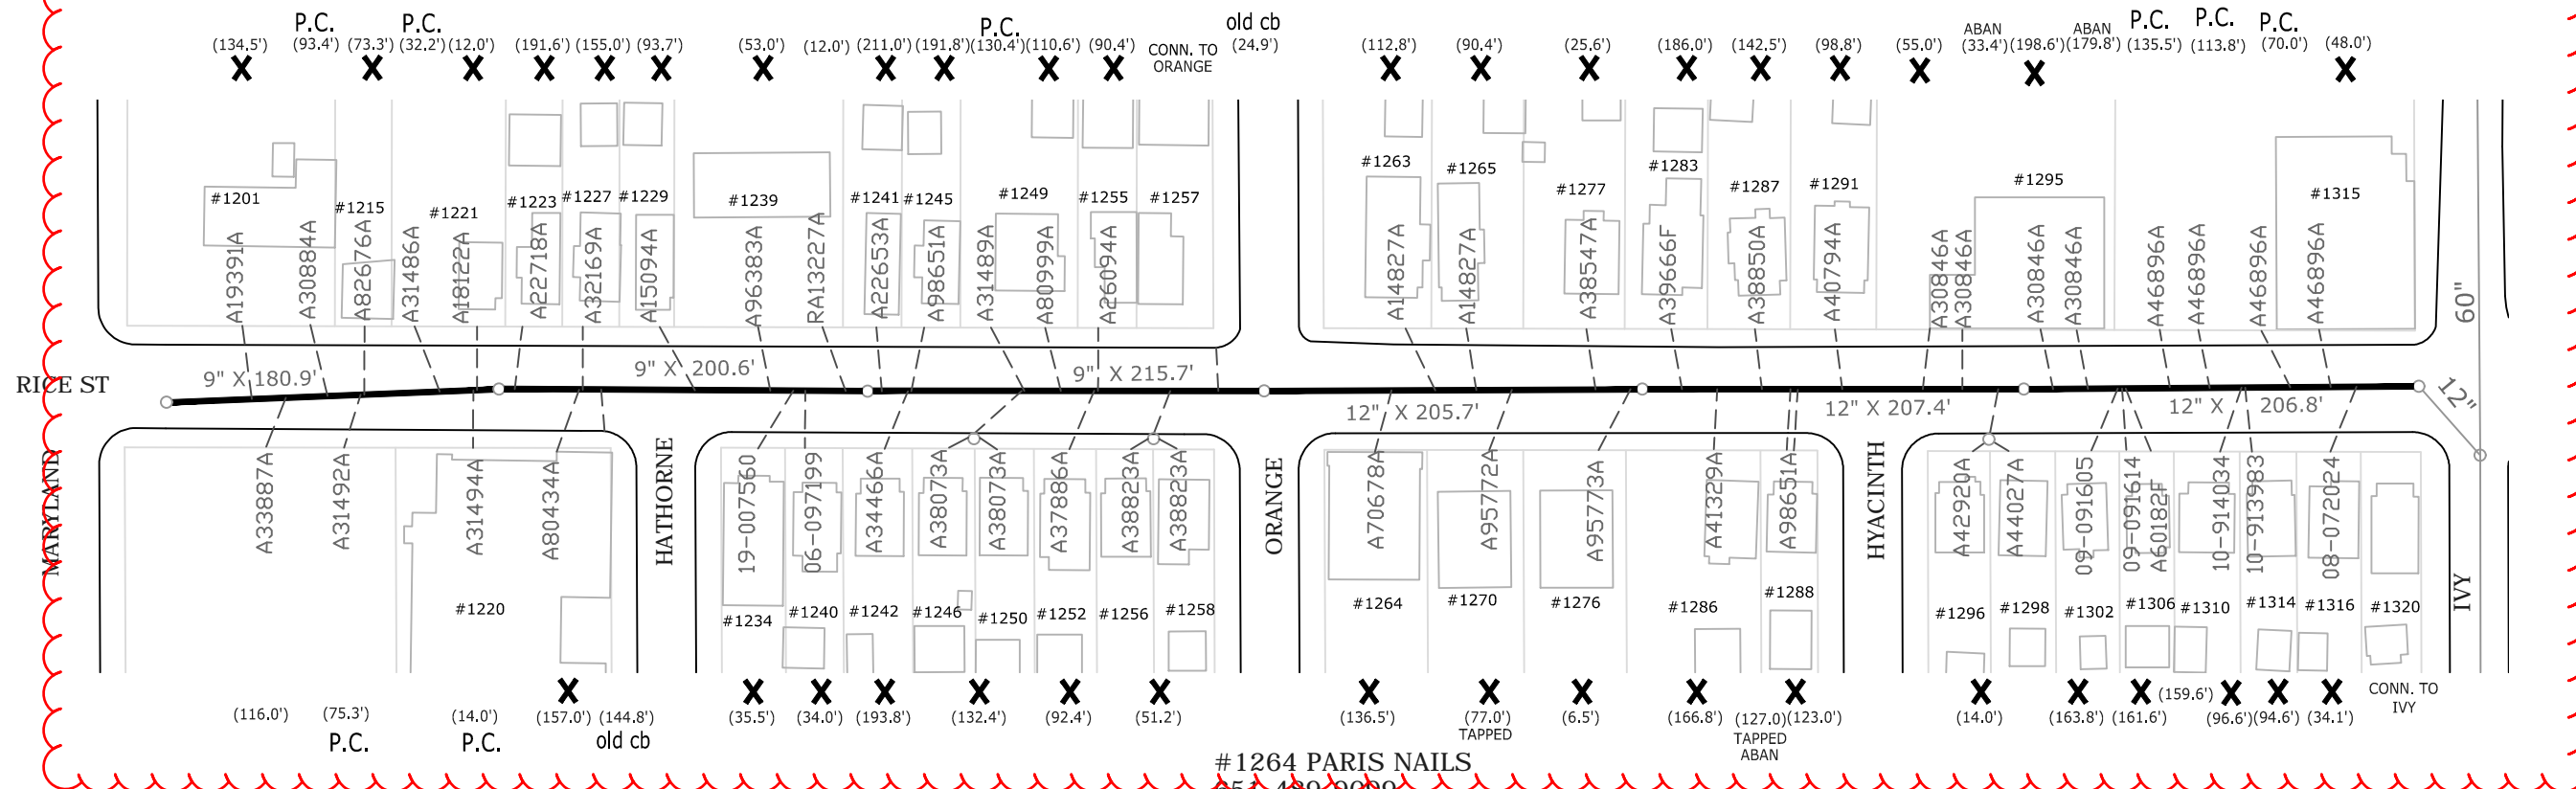 P.C. P.C. P.C. old cb ABAN ABAN P.C. P.C. P.C.
(134.5') (93.4') (73.3') (32.2') (12.0') (191.6') (155.0') (93.7') (53.0') (12.0') (211.0') (191.8') (130.4') (110.6') (90.4') CONN. TO (24.9') (112.8') (90.4') (25.6') (186.0') (142.5') (98.8') (55.0') (33.4') (198.6') (179.8') (135.5') (113.8') (70.0') (48.0')
ORANGE
X X X X X X X X X X X X X X X X X X X X
#1201 #1215 #1221 #1223 #1227 #1229 #1239 #1241 #1245 #1249 #1255 #1257 #1263 #1265 #1277 #1283 #1287 #1291 #1295 #1315
A19391A A30884A A82676A A31486A A18122A A22718A A32169A A15094A A96383A RA13227A A22653A A98651A A31489A A80999A A26094A A14827A A14827A A38547A A39666F A38850A A40794A A30846A A30846A A30846A A30846A A46896A A46896A A46896A A46896A
60"
RICE ST 9" X 180.9' 9" X 200.6' 9" X 215.7' 12" X 205.7' 12" X 207.4' 12" X 206.8' 12"
MARYLAND HATHORNE ORANGE HYACINTH IVY
A33887A A31492A A31494A A80434A 19-007560 06-097199 A34466A A38073A A38073A A37886A A38823A A38823A A70678A A95772A A95773A A41329A A98651A A42920A A44027A 09-091605 09-091614 A60182F 10-914034 10-913983 08-072024
#1220 #1234 #1240 #1242 #1246 #1250 #1252 #1256 #1258 #1264 #1270 #1276 #1286 #1288 #1296 #1298 #1302 #1306 #1310 #1314 #1316 #1320
X X X X X X X X X X X X X X X X X X
(116.0') (75.3') (14.0') (157.0') (144.8') (35.5') (34.0') (193.8') (132.4') (92.4') (51.2') (136.5') (77.0') (6.5') (166.8') (127.0) (123.0') (14.0') (163.8') (161.6') (159.6') (96.6') (94.6') (34.1') CONN. TO
IVY
P.C. P.C. old cb TAPPED TAPPED
ABAN
#1264 PARIS NAILS